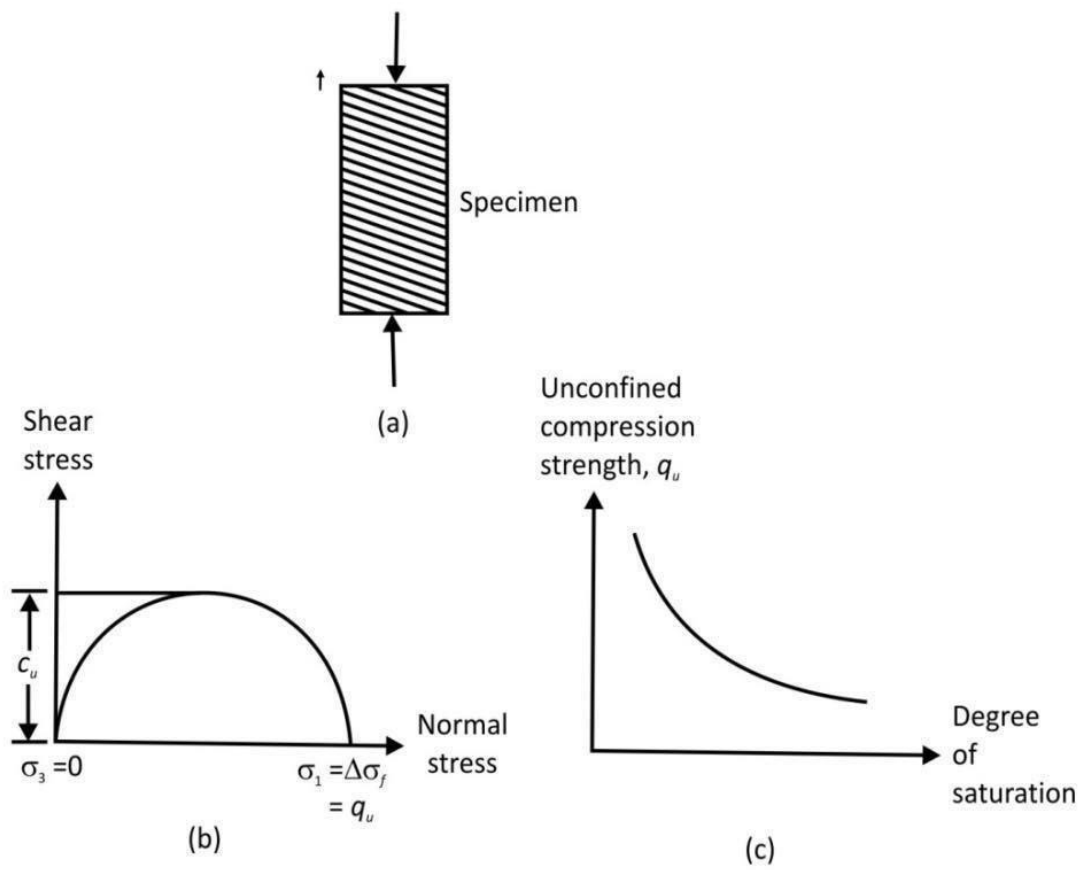 Specimen
(a)
Shear
stress
c_u
σ₃ =0
Normal
stress
σ₁ =Δσ_f
= q_u
(b)
Unconfined
compression
strength, q_u
Degree
of
saturation
(c)